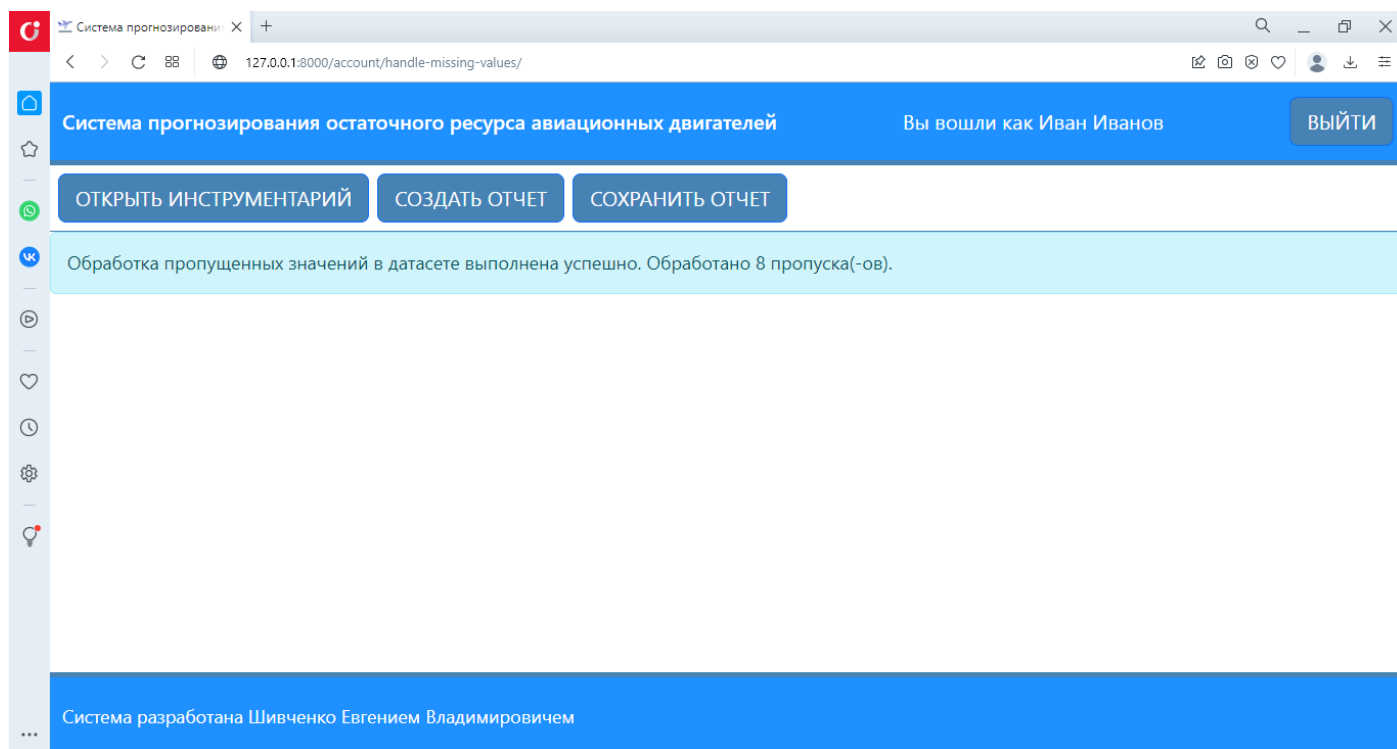 Система прогнозировани
127.0.0.1:8000/account/handle-missing-values/
Система прогнозирования остаточного ресурса авиационных двигателей
Вы вошли как Иван Иванов
ВЫЙТИ
ОТКРЫТЬ ИНСТРУМЕНТАРИЙ
СОЗДАТЬ ОТЧЕТ
СОХРАНИТЬ ОТЧЕТ
Обработка пропущенных значений в датасете выполнена успешно. Обработано 8 пропуска(-ов).
Система разработана Шивченко Евгением Владимировичем